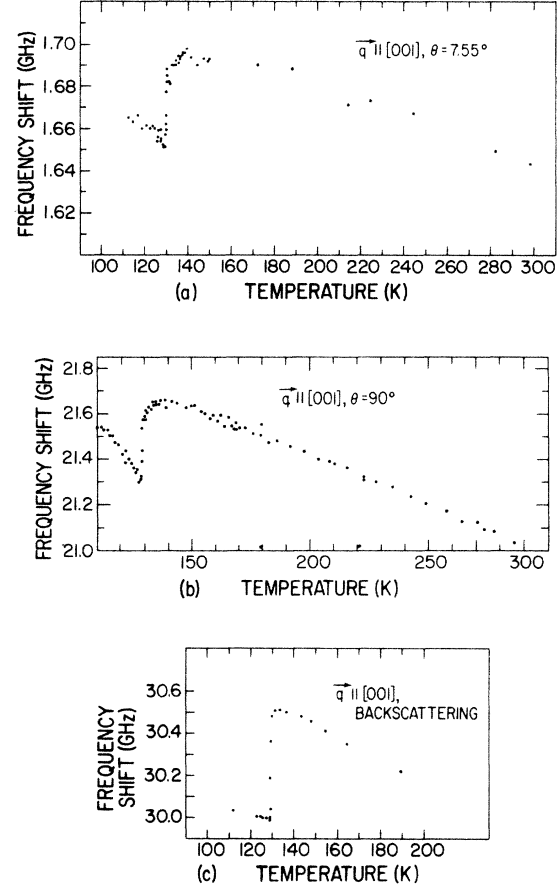 q || [001], θ = 7.55°
FREQUENCY SHIFT (GHz)
1.70
1.68
1.66
1.64
1.62
100 120 140 160 180 200 220 240 260 280 300
(a) TEMPERATURE (K)
q || [001], θ = 90°
FREQUENCY SHIFT (GHz)
21.8
21.6
21.4
21.2
21.0
150 200 250 300
(b) TEMPERATURE (K)
q || [001],
BACKSCATTERING
FREQUENCY
SHIFT (GHz)
30.6
30.4
30.2
30.0
100 120 140 160 180 200
(c) TEMPERATURE (K)